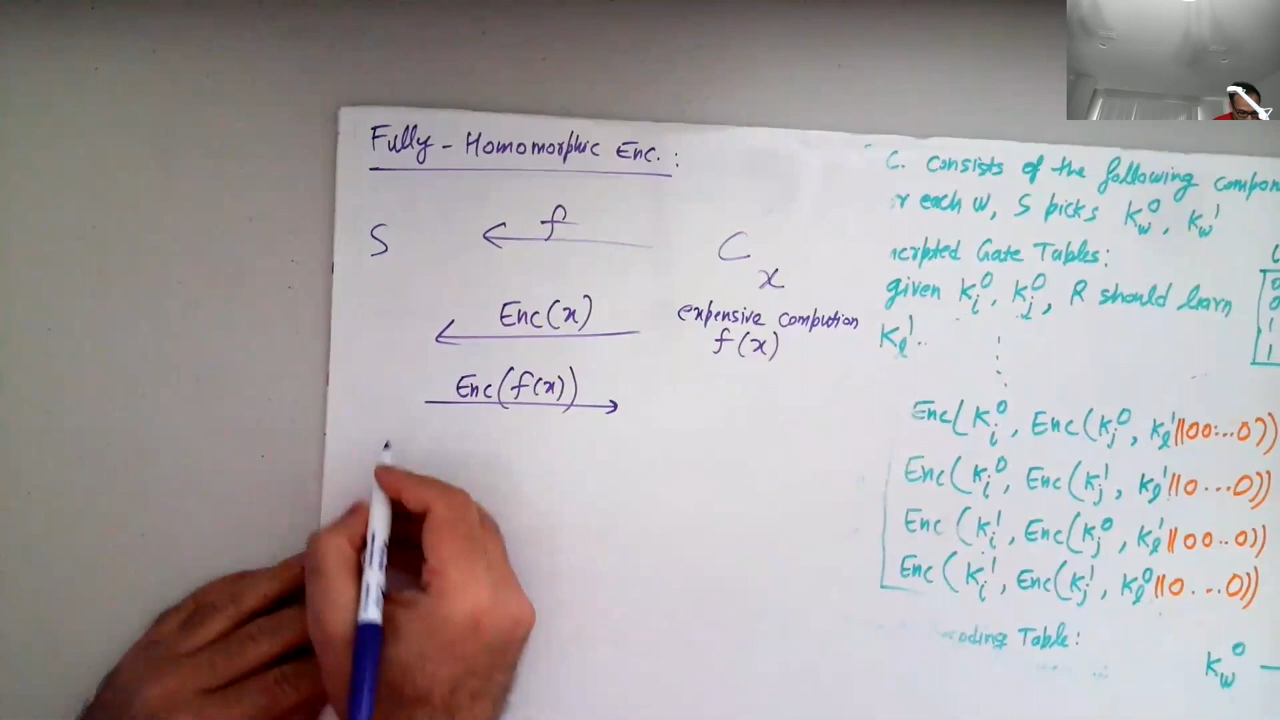 Fully-Homomorphic Enc.:
S
f
C
x
Enc(x)
expensive compution
f(x)
Enc(f(x))
C. consists of the following
r each w, S picks K_w^0, K_w^1
crypted Gate Tables:
given K_i^0, K_j^0, R should learn
K_l^1..
Enc(K_i^0, Enc(K_j^0, K_l^1||00...0))
Enc(K_i^0, Enc(K_j^1, K_l^1||0...0))
Enc(K_i^1, Enc(K_j^0, K_l^1||00..0))
Enc(K_i^1, Enc(K_j^1, K_l^0||0...0))
oding Table:
K_w^0